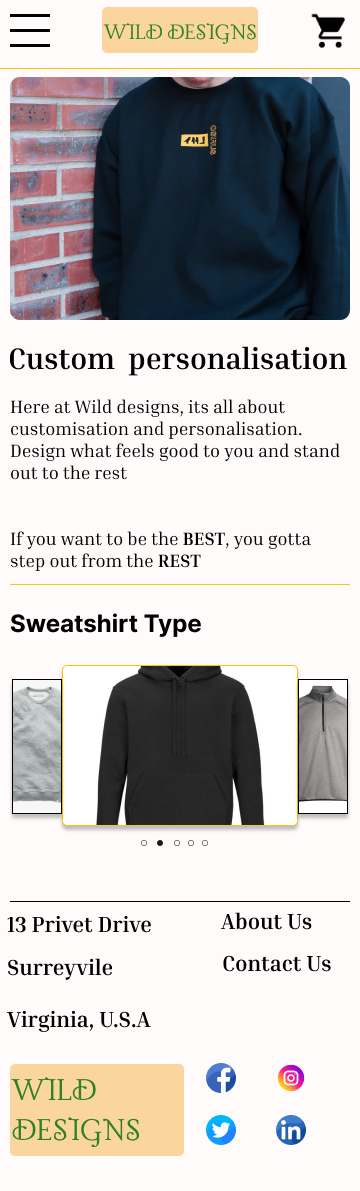 WILD DESIGNS
Custom personalisation
Here at Wild designs, its all about
customisation and personalisation.
Design what feels good to you and stand
out to the rest
If you want to be the BEST, you gotta
step out from the REST
Sweatshirt Type
13 Privet Drive
About Us
Surreyvile
Contact Us
Virginia, U.S.A
WILD
DESIGNS